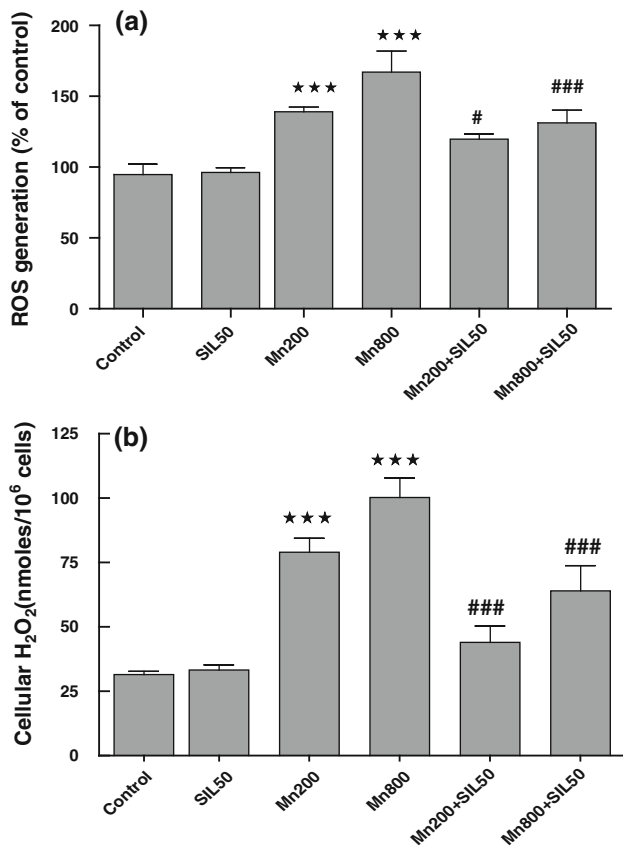 (a)
ROS generation (% of control)
200
150
100
50
0
★★★
★★★
#
###
Control
SIL50
Mn200
Mn800
Mn200+SIL50
Mn800+SIL50
(b)
Cellular H₂O₂(nmoles/10⁶ cells)
125
100
75
50
25
0
★★★
★★★
###
###
Control
SIL50
Mn200
Mn800
Mn200+SIL50
Mn800+SIL50